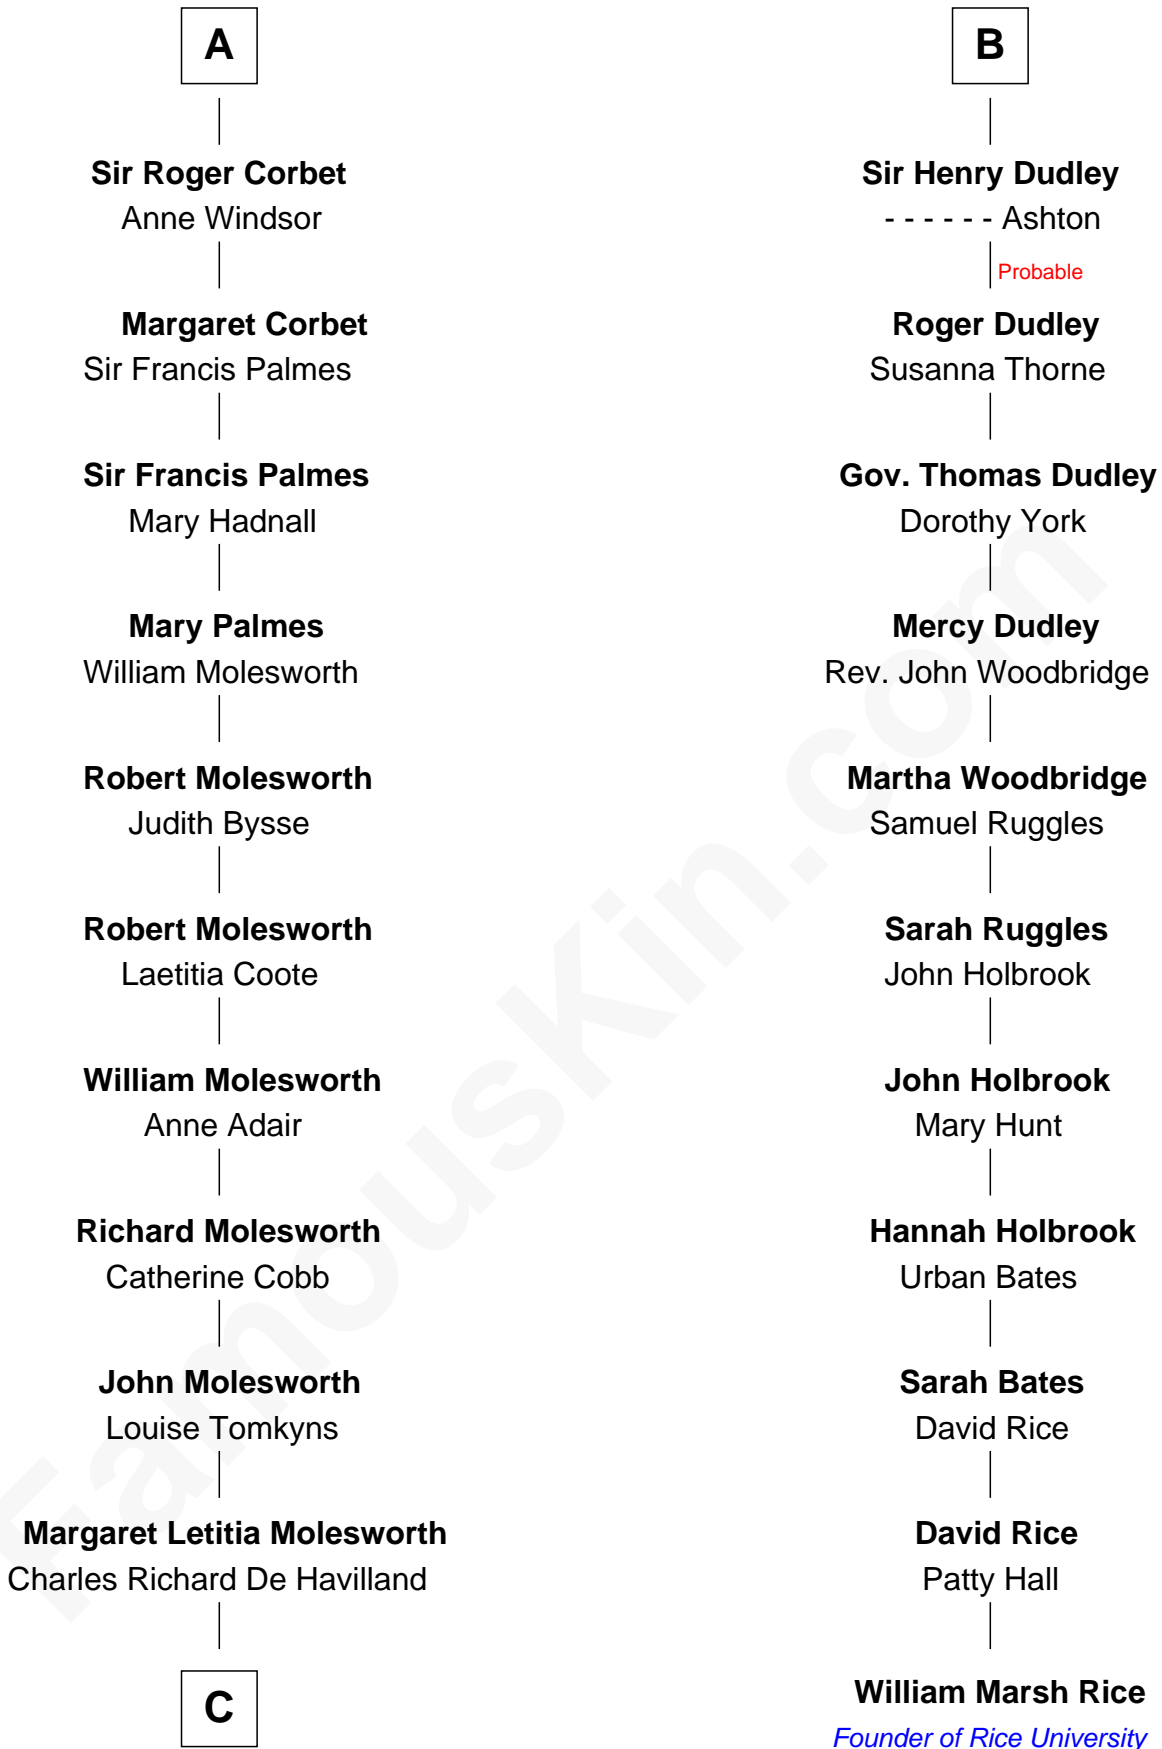 A
Sir Roger Corbet
Anne Windsor
Margaret Corbet
Sir Francis Palmes
Sir Francis Palmes
Mary Hadnall
Mary Palmes
William Molesworth
Robert Molesworth
Judith Bysse
Robert Molesworth
Laetitia Coote
William Molesworth
Anne Adair
Richard Molesworth
Catherine Cobb
John Molesworth
Louise Tomkyns
Margaret Letitia Molesworth
Charles Richard De Havilland
C
B
Sir Henry Dudley
- - - - - - Ashton
Probable
Roger Dudley
Susanna Thorne
Gov. Thomas Dudley
Dorothy York
Mercy Dudley
Rev. John Woodbridge
Martha Woodbridge
Samuel Ruggles
Sarah Ruggles
John Holbrook
John Holbrook
Mary Hunt
Hannah Holbrook
Urban Bates
Sarah Bates
David Rice
David Rice
Patty Hall
William Marsh Rice
Founder of Rice University
FamousKin.com